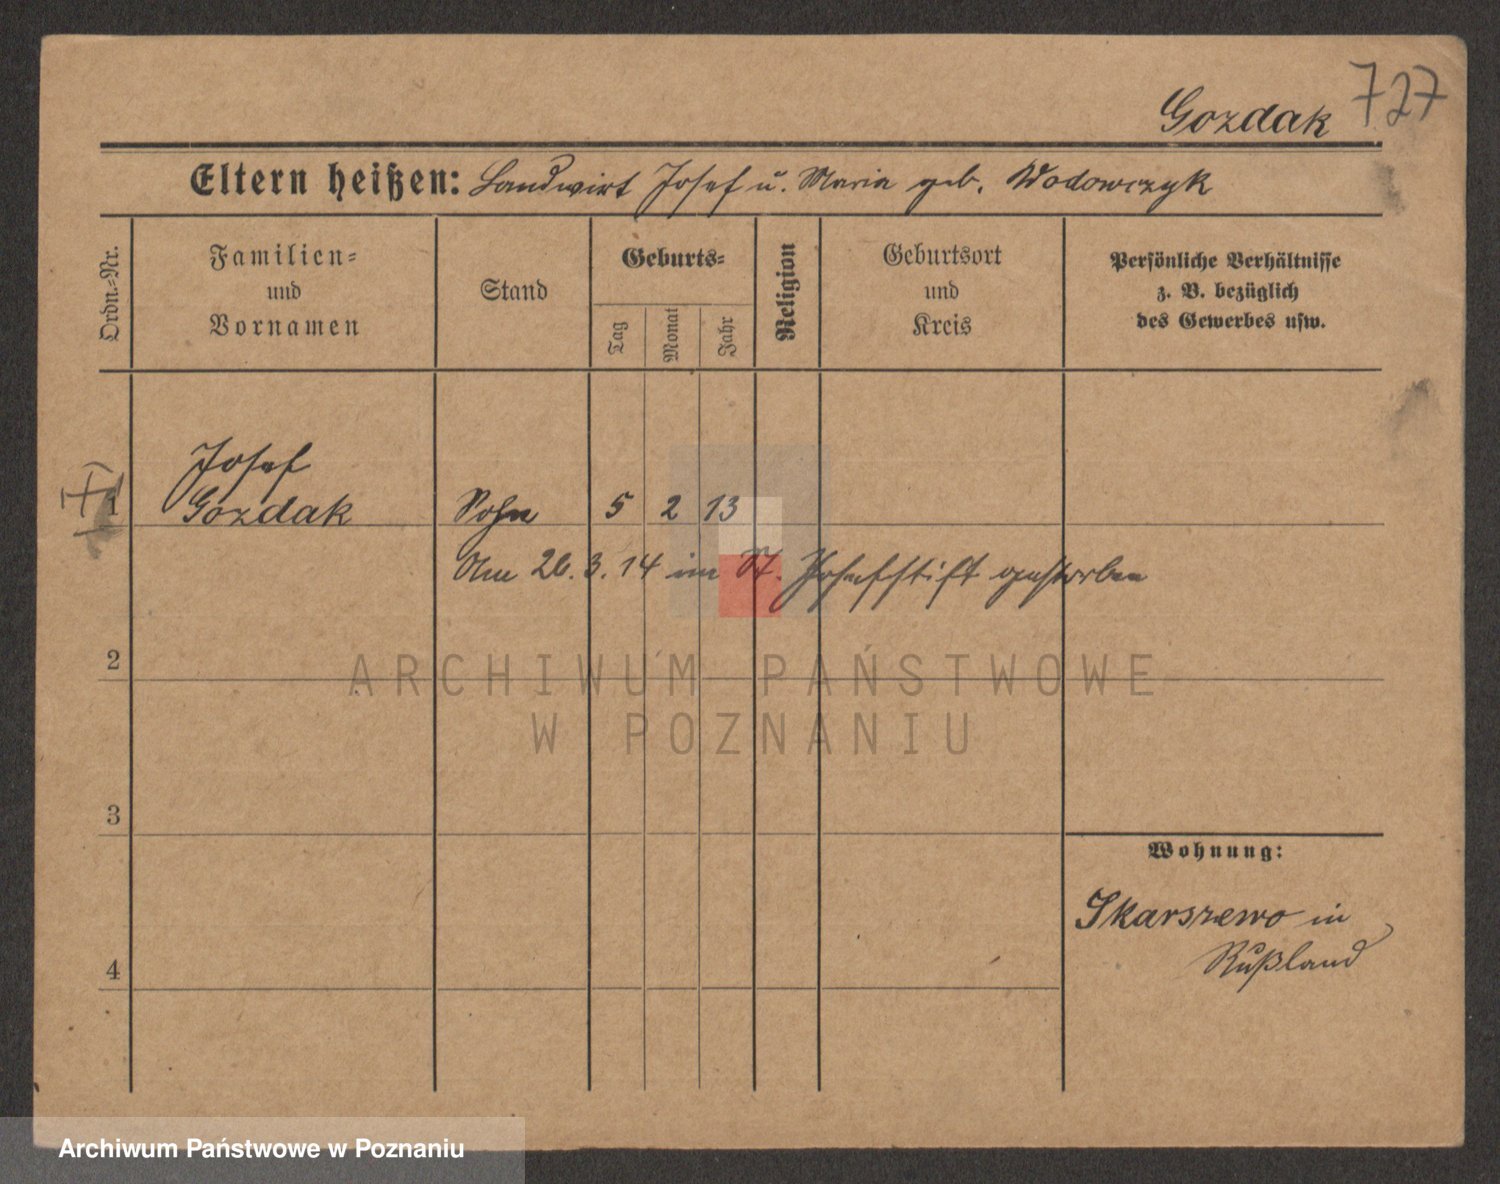 727
Gozdak
Eltern heißen: Landwirt Josef u. Maria geb. Wodowczyk
Ordn.=Nr.
Familien=
und
Vornamen
Stand
Geburts=
Tag
Monat
Jahr
Religion
Geburtsort
und
Kreis
Persönliche Verhältnisse
z. B. bezüglich
des Gewerbes usw.
Josef
1 Gozdak Sohn 5 2 13
Am 26.3.14 im St. Josefstift gestorben
2
ARCHIWUM PAŃSTWOWE
W POZNANIU
3
Wohnung:
Skarszewo in
Rußland
4
Archiwum Państwowe w Poznaniu